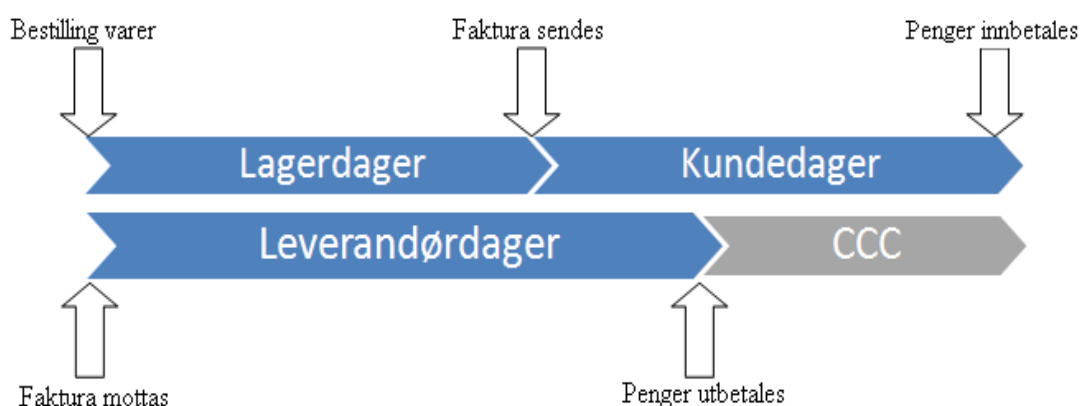 Bestilling varer
Faktura sendes
Penger innbetales
Lagerdager
Kundedager
Leverandørdager
CCC
Faktura mottas
Penger utbetales